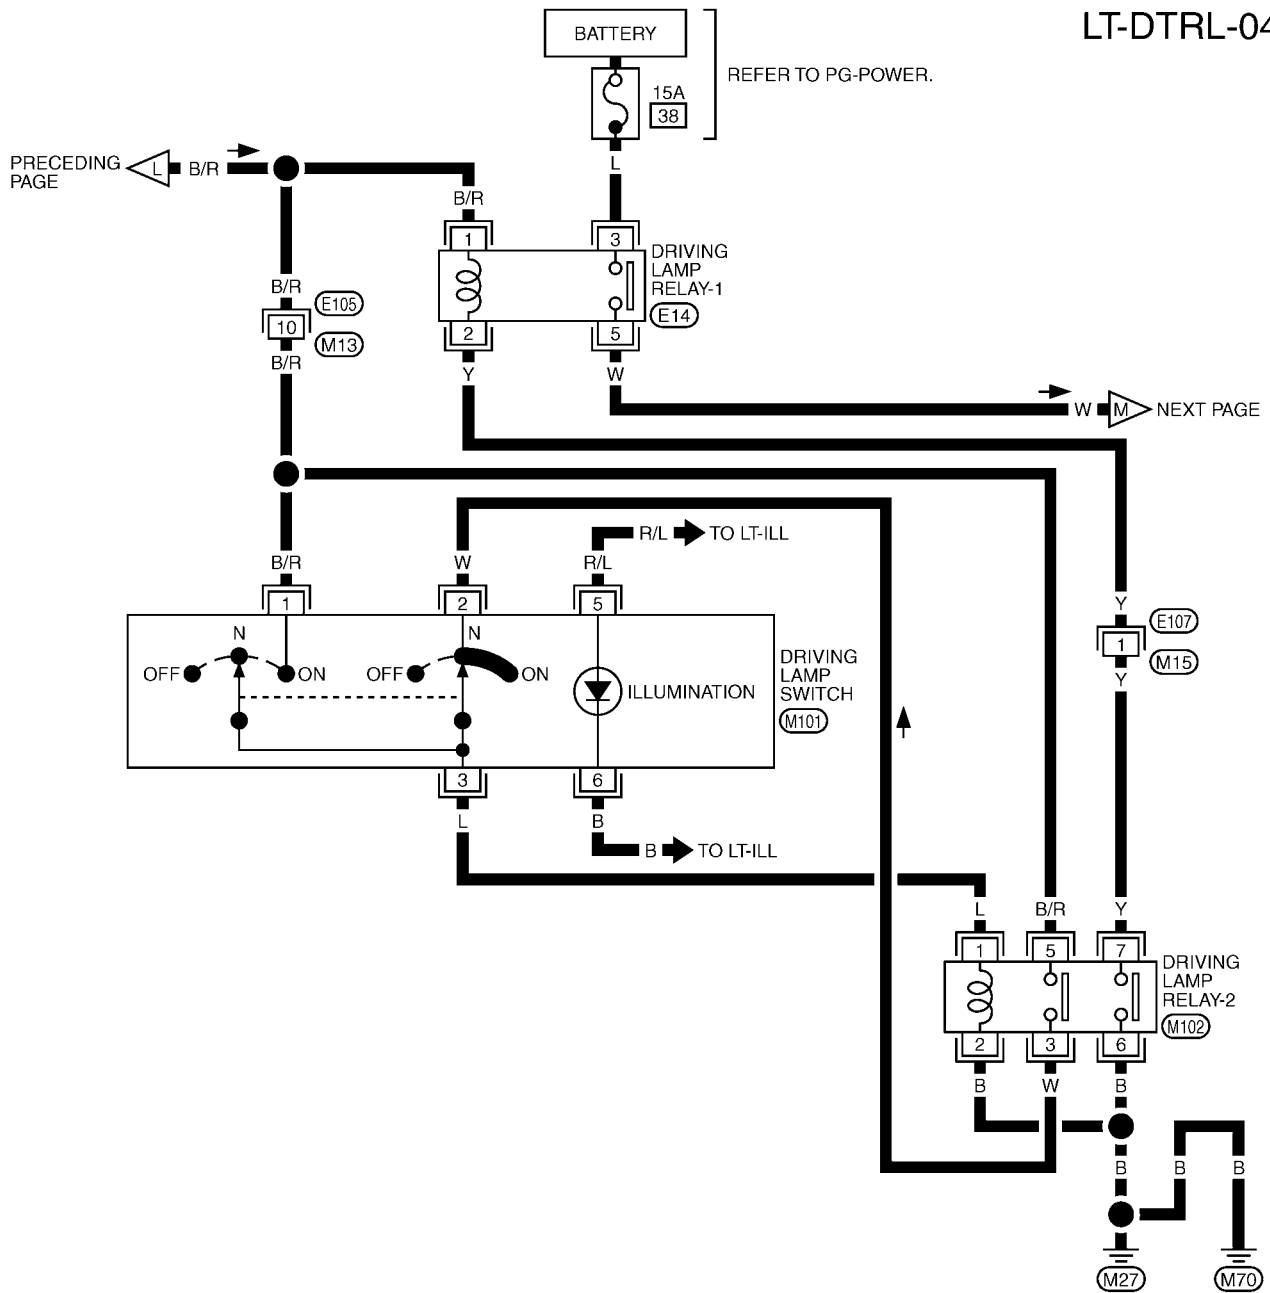 LT-DTRL-04
BATTERY
REFER TO PG-POWER.
15A
38
L
PRECEDING
PAGE
L
B/R
B/R
1
3
DRIVING
LAMP
RELAY-1
E14
2
5
B/R
E105
10
M13
B/R
Y
W
W
M
NEXT PAGE
R/L
TO LT-ILL
B/R
W
R/L
1
2
5
N
N
OFF
ON
OFF
ON
ILLUMINATION
DRIVING
LAMP
SWITCH
M101
3
6
L
B
B
TO LT-ILL
Y
E107
1
M15
Y
L
B/R
Y
1
5
7
DRIVING
LAMP
RELAY-2
M102
2
3
6
B
W
B
B
B
B
M27
M70